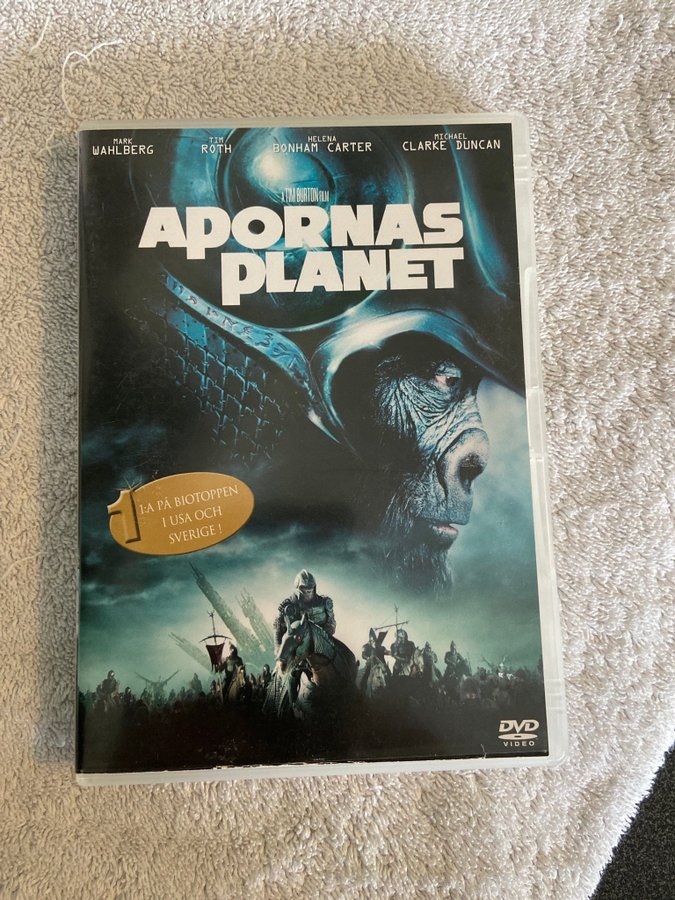 MARK
WAHLBERG
TIM
ROTH
HELENA
BONHAM CARTER
MICHAEL
CLARKE DUNCAN
A TIM BURTON FILM
APORNAS
PLANET
1
1:A PÅ BIOTOPPEN
I USA OCH
SVERIGE !
DVD
VIDEO